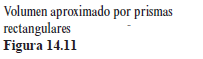 Volumen aproximado por prismas
rectangulares
Figura 14.11